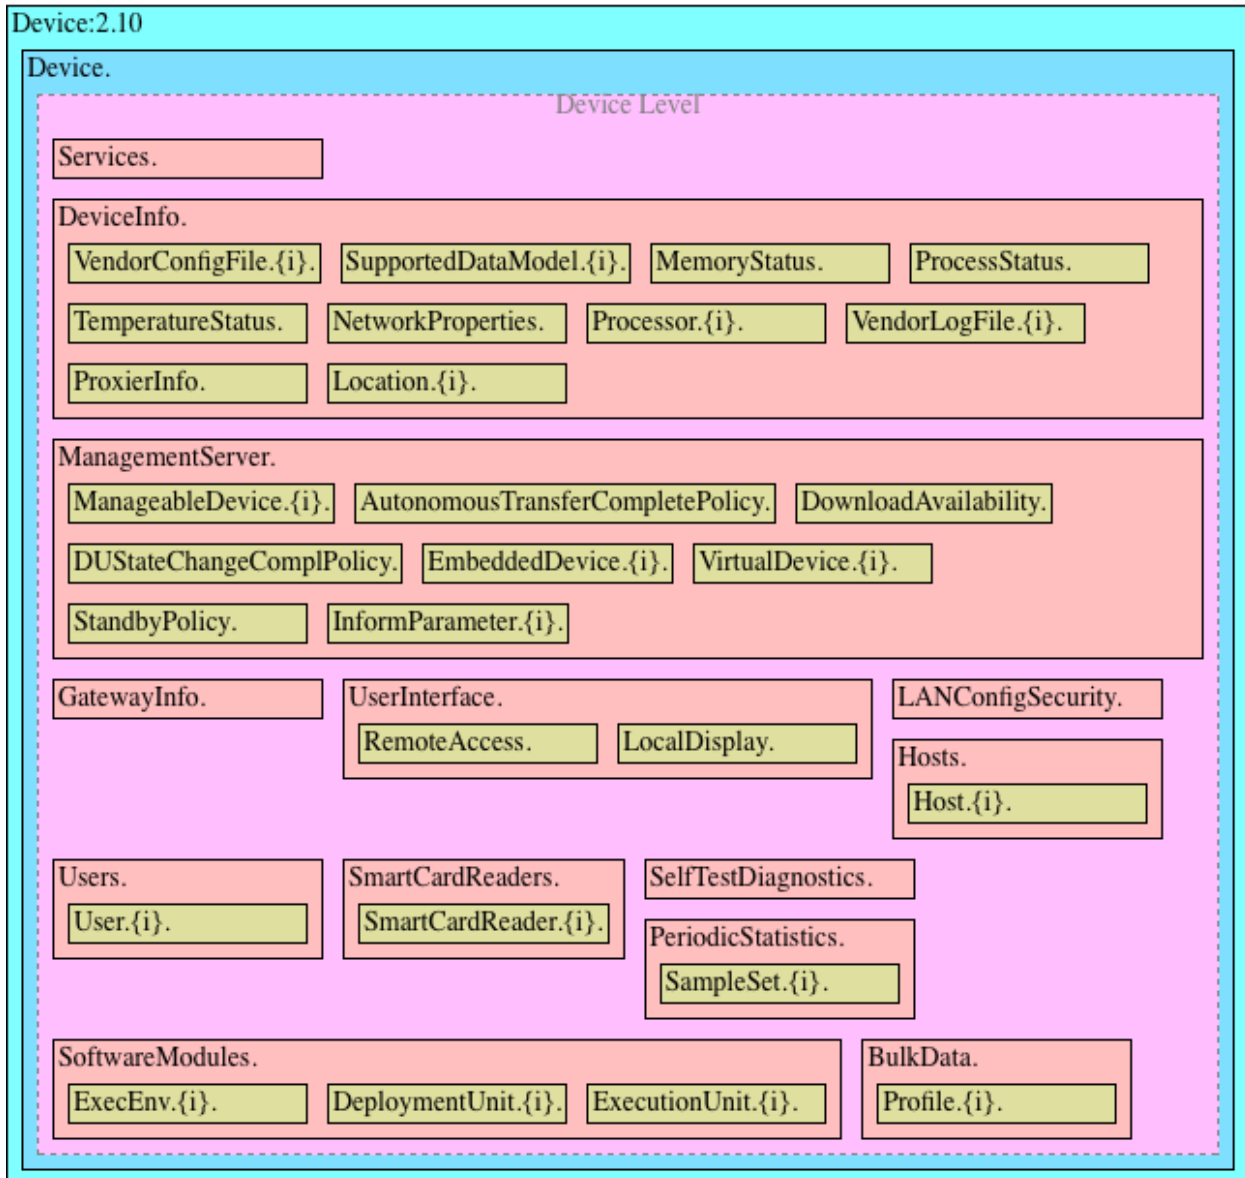 Device:2.10
Device.
Device Level
Services.
DeviceInfo.
VendorConfigFile.{i}. SupportedDataModel.{i}. MemoryStatus. ProcessStatus.
TemperatureStatus. NetworkProperties. Processor.{i}. VendorLogFile.{i}.
ProxierInfo. Location.{i}.
ManagementServer.
ManageableDevice.{i}. AutonomousTransferCompletePolicy. DownloadAvailability.
DUStateChangeComplPolicy. EmbeddedDevice.{i}. VirtualDevice.{i}.
StandbyPolicy. InformParameter.{i}.
GatewayInfo. UserInterface. LANConfigSecurity.
RemoteAccess. LocalDisplay.
Hosts.
Host.{i}.
Users. SmartCardReaders. SelfTestDiagnostics.
User.{i}. SmartCardReader.{i}.
PeriodicStatistics.
SampleSet.{i}.
SoftwareModules. BulkData.
ExecEnv.{i}. DeploymentUnit.{i}. ExecutionUnit.{i}. Profile.{i}.